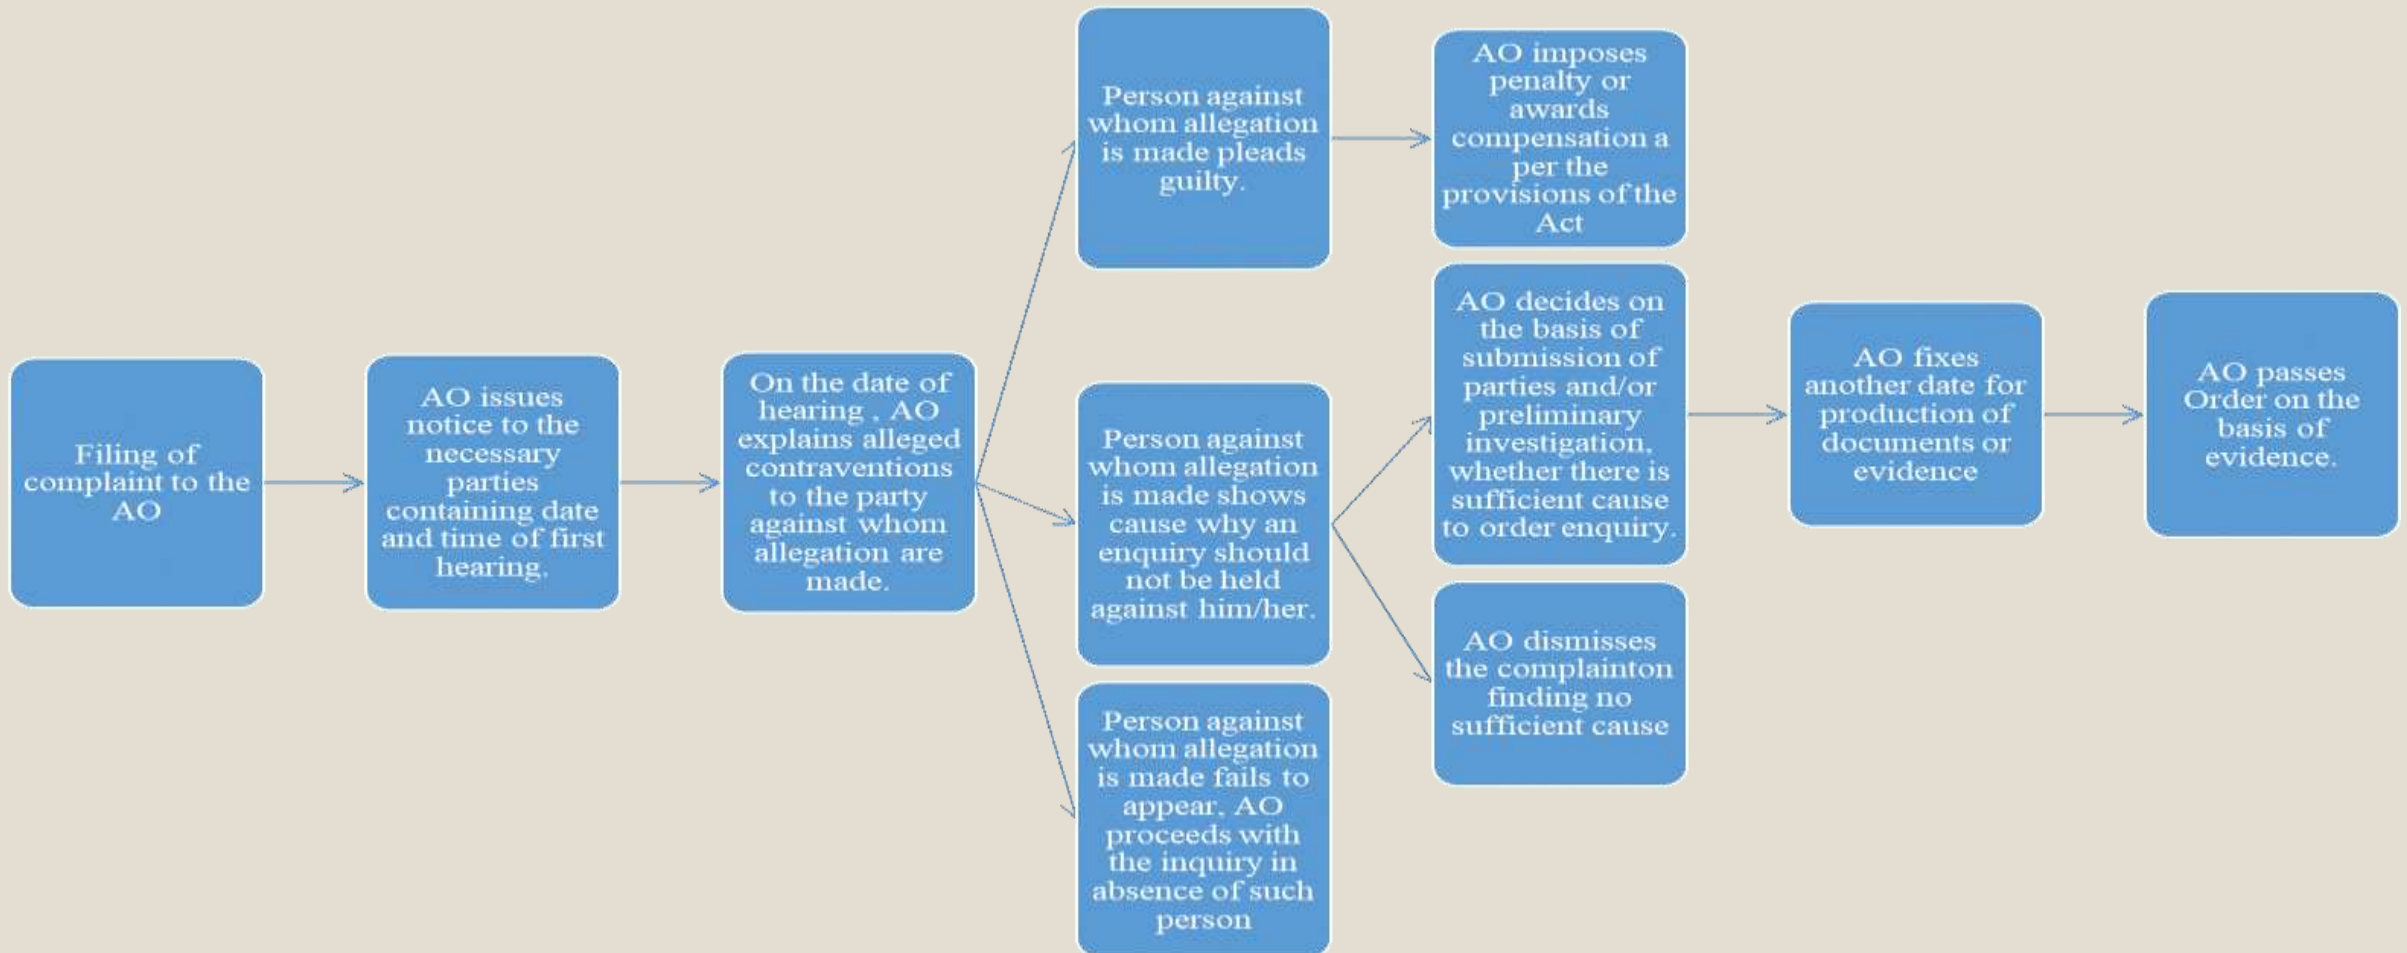 Filing of
complaint to the
AO
AO issues
notice to the
necessary
parties
containing date
and time of first
hearing.
On the date of
hearing , AO
explains alleged
contraventions
to the party
against whom
allegation are
made.
Person against
whom allegation
is made pleads
guilty.
AO imposes
penalty or
awards
compensation a
per the
provisions of the
Act
Person against
whom allegation
is made shows
cause why an
enquiry should
not be held
against him/her.
AO decides on
the basis of
submission of
parties and/or
preliminary
investigation,
whether there is
sufficient cause
to order enquiry.
AO fixes
another date for
production of
documents or
evidence
AO passes
Order on the
basis of
evidence.
AO dismisses
the complainton
finding no
sufficient cause
Person against
whom allegation
is made fails to
appear, AO
proceeds with
the inquiry in
absence of such
person